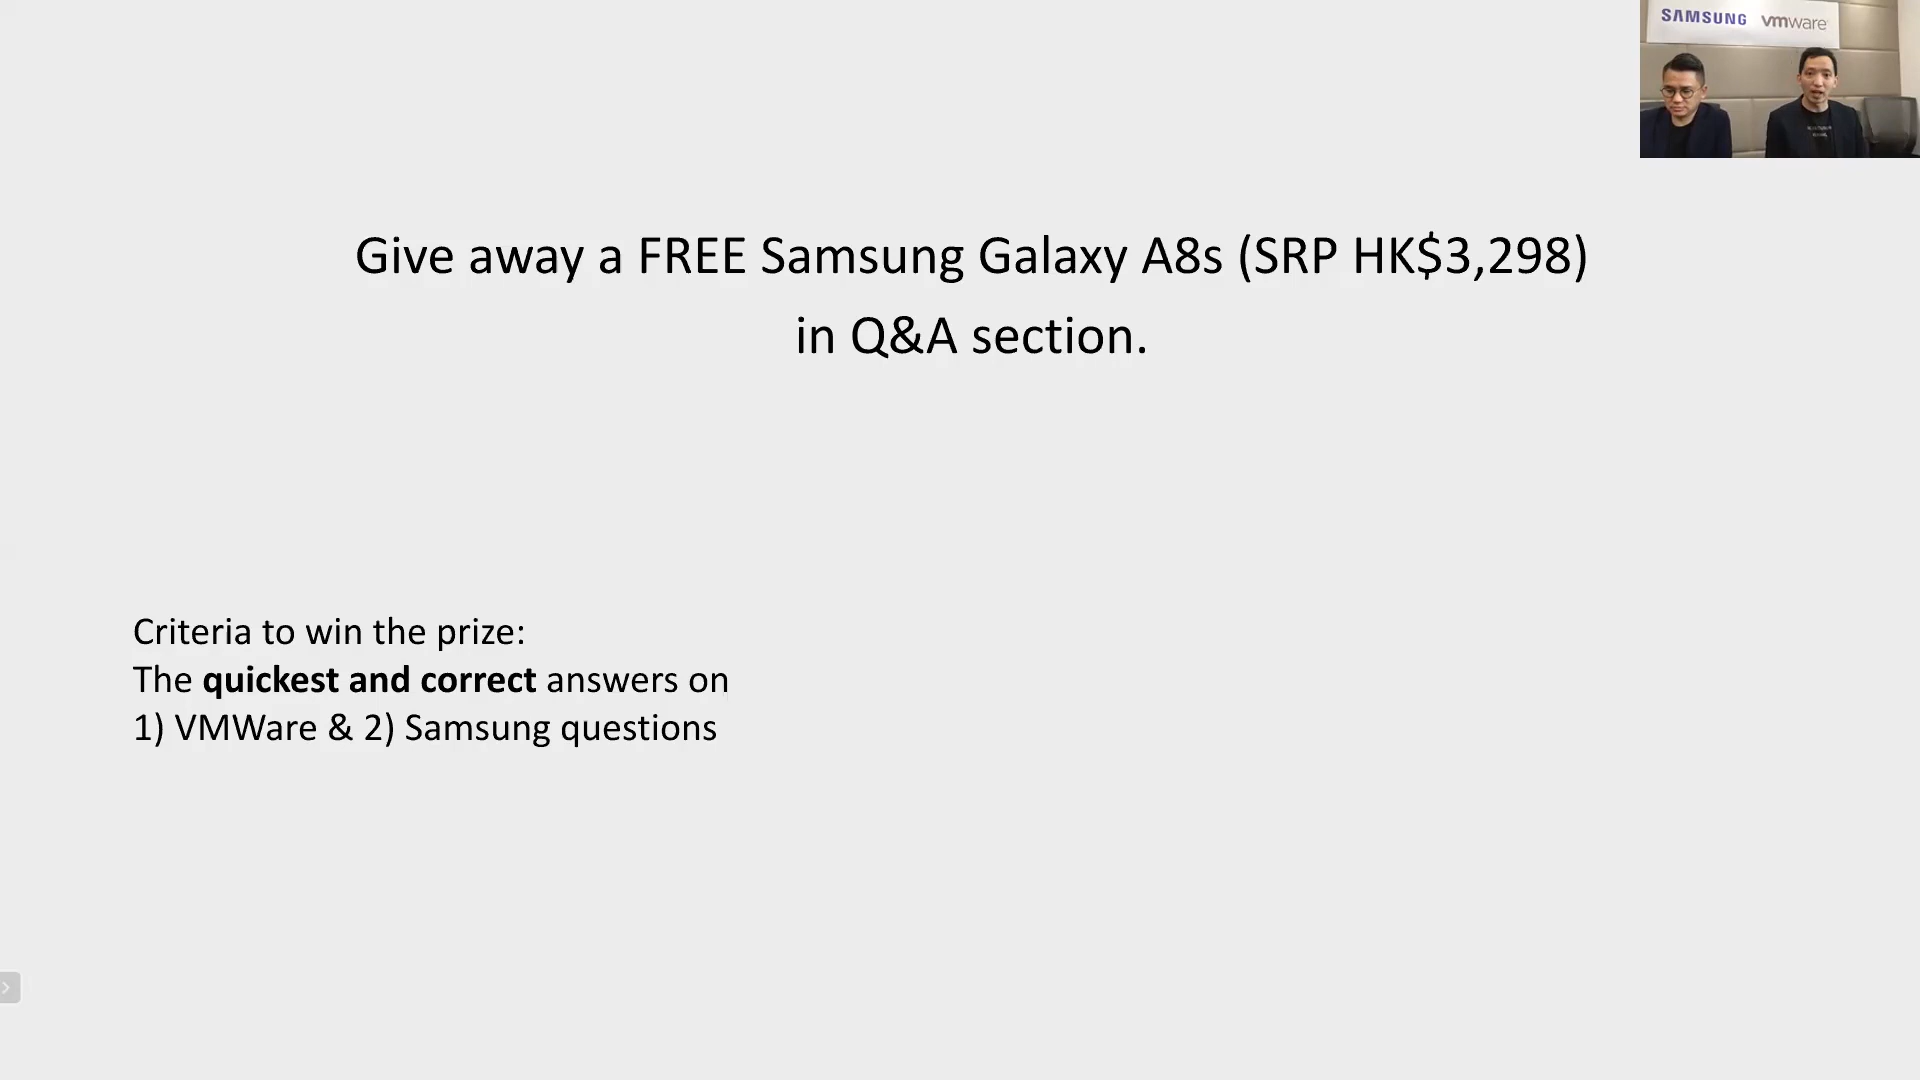 SAMSUNG vmware
Give away a FREE Samsung Galaxy A8s (SRP HK$3,298)
in Q&A section.
Criteria to win the prize:
The quickest and correct answers on
1) VMWare & 2) Samsung questions